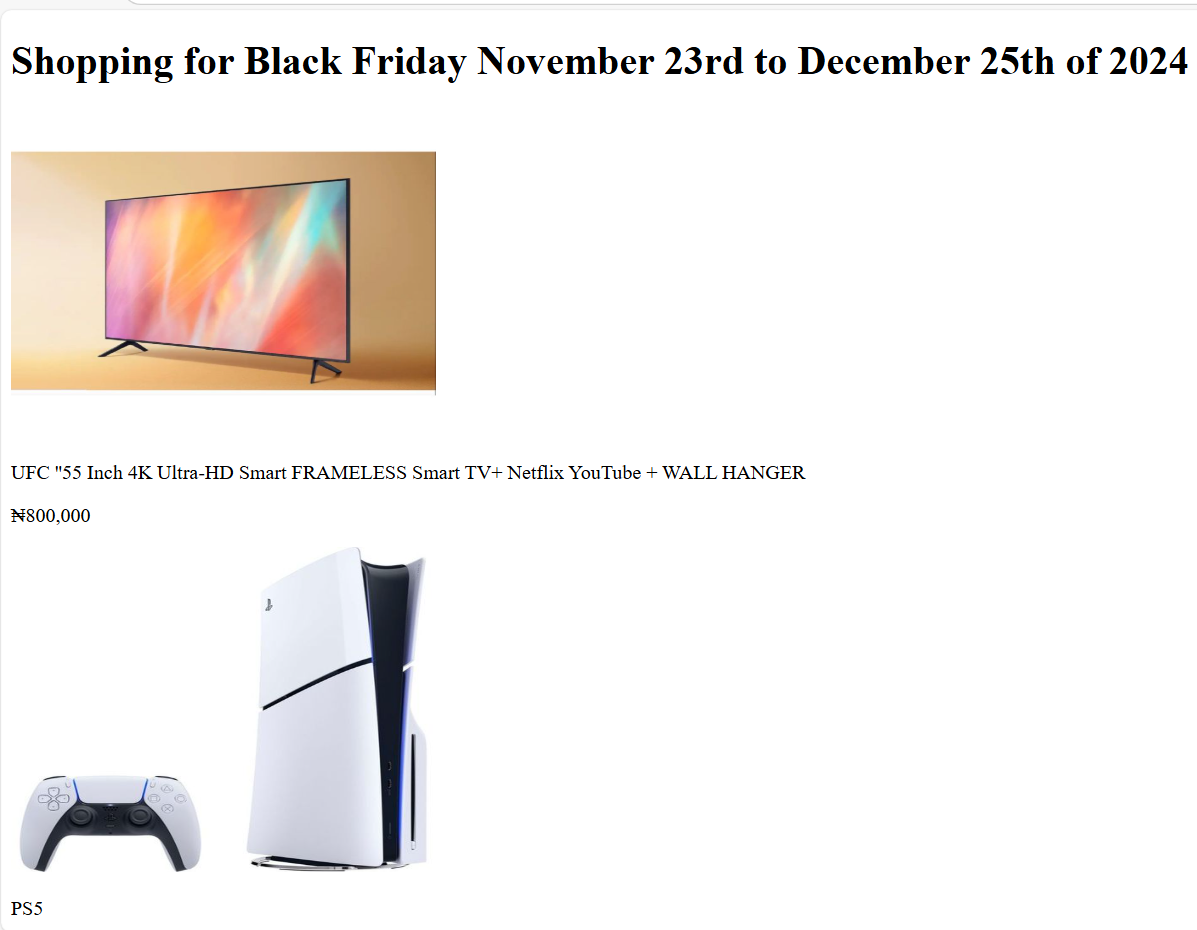 Shopping for Black Friday November 23rd to December 25th of 2024
UFC "55 Inch 4K Ultra-HD Smart FRAMELESS Smart TV+ Netflix YouTube + WALL HANGER
₦800,000
PS5